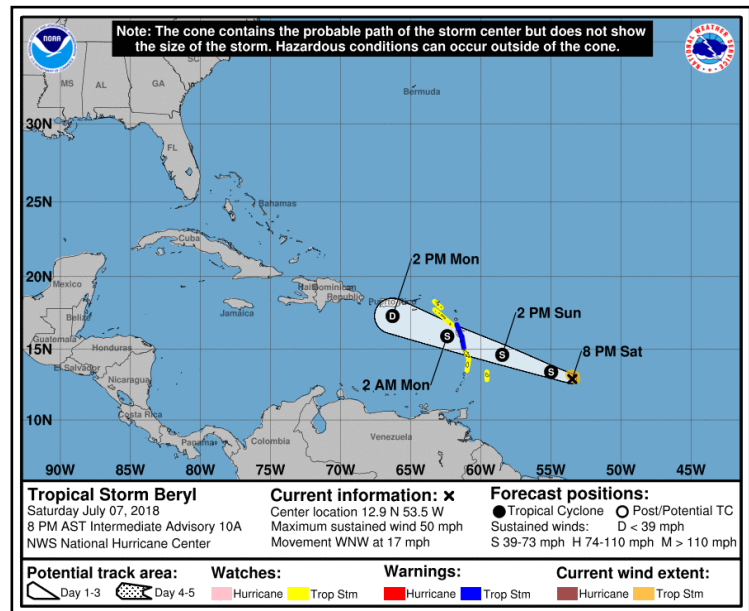 Note: The cone contains the probable path of the storm center but does not show
the size of the storm. Hazardous conditions can occur outside of the cone.
NOAA
NATIONAL WEATHER SERVICE
SC
MS
AL
GA
Bermuda
30N
FL
25N
Bahamas
Cuba
2 PM Mon
20N
Mexico
Haiti
Dominican
Republic
Puerto Rico
Jamaica
D
2 PM Sun
Belize
S
S
8 PM Sat
15N
Guatemala
Honduras
S
El Salvador
2 AM Mon
Nicaragua
10N
Costa Rica
Panama
Colombia
Venezuela
90W 85W 80W 75W 70W 65W 60W 55W 50W 45W
Tropical Storm Beryl
Saturday July 07, 2018
8 PM AST Intermediate Advisory 10A
NWS National Hurricane Center
Current information: x
Center location 12.9 N 53.5 W
Maximum sustained wind 50 mph
Movement WNW at 17 mph
Forecast positions:
Tropical Cyclone Post/Potential TC
Sustained winds: D < 39 mph
S 39-73 mph H 74-110 mph M > 110 mph
Potential track area:
Day 1-3 Day 4-5
Watches:
Hurricane Trop Stm
Warnings:
Hurricane Trop Stm
Current wind extent:
Hurricane Trop Stm